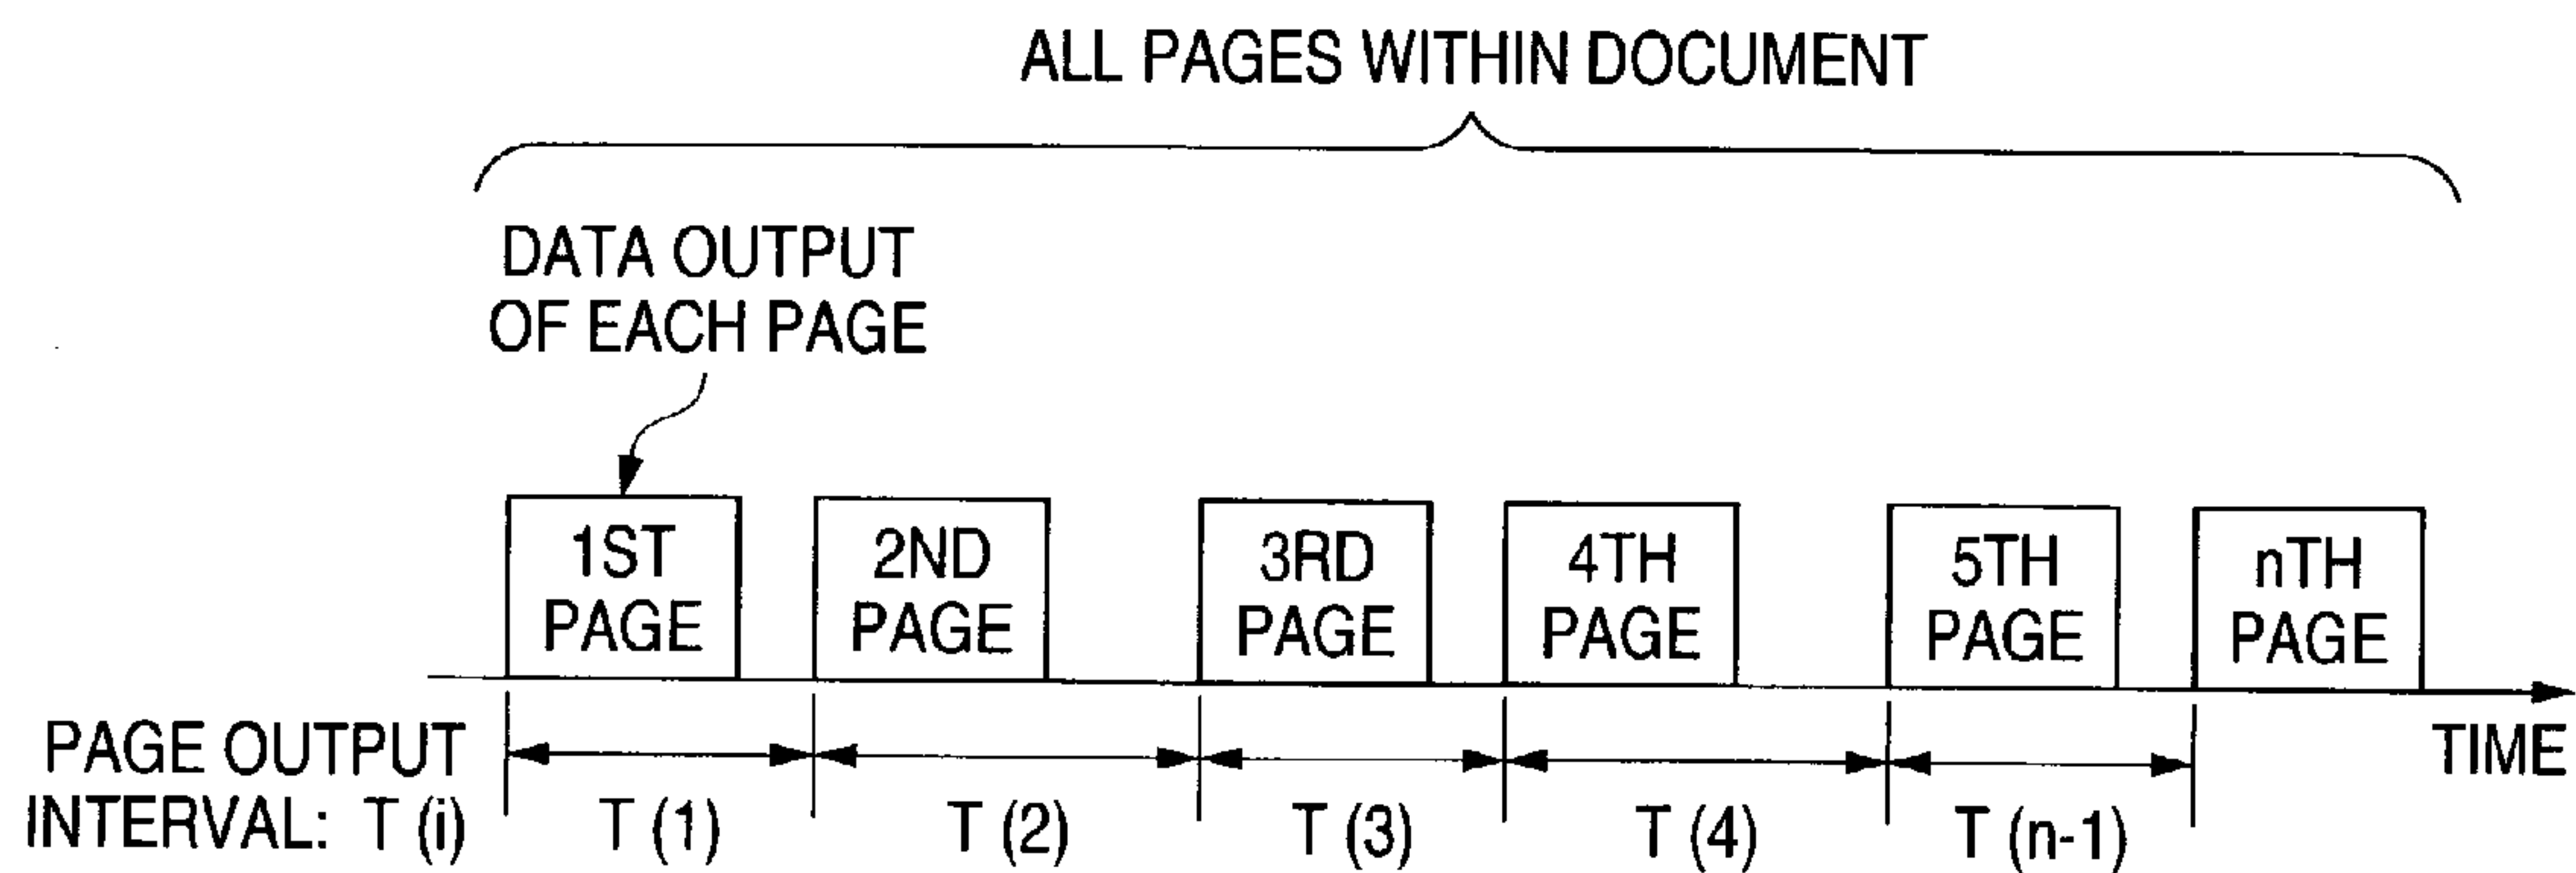 ALL PAGES WITHIN DOCUMENT
DATA OUTPUT
OF EACH PAGE
1ST
PAGE
2ND
PAGE
3RD
PAGE
4TH
PAGE
5TH
PAGE
nTH
PAGE
TIME
PAGE OUTPUT
INTERVAL: T (i)
T (1)
T (2)
T (3)
T (4)
T (n-1)